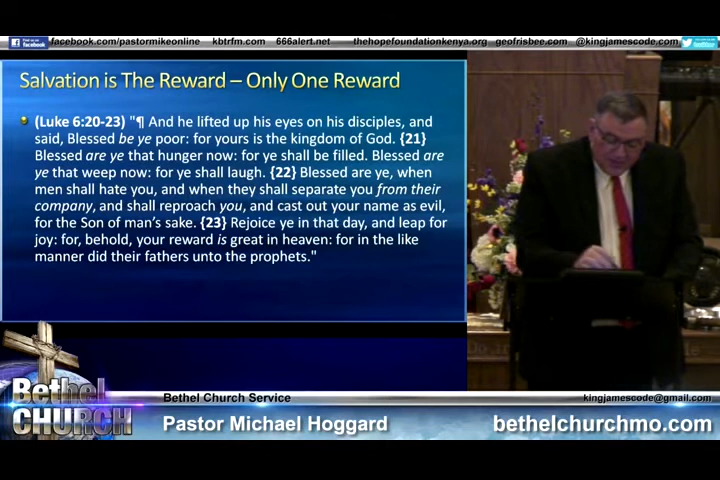 Find us on facebook
facebook.com/pastormikeonline kbtrfm.com 666alert.net thehopefoundationkenya.org geofrisbee.com @kingjamescode twitter
Salvation is The Reward – Only One Reward
(Luke 6:20-23) "¶ And he lifted up his eyes on his disciples, and
said, Blessed be ye poor: for yours is the kingdom of God. {21}
Blessed are ye that hunger now: for ye shall be filled. Blessed are
ye that weep now: for ye shall laugh. {22} Blessed are ye, when
men shall hate you, and when they shall separate you from their
company, and shall reproach you, and cast out your name as evil,
for the Son of man's sake. {23} Rejoice ye in that day, and leap for
joy: for, behold, your reward is great in heaven: for in the like
manner did their fathers unto the prophets."
Bethel
CHURCH
Bethel Church Service kingjamescode@gmail.com
Pastor Michael Hoggard bethelchurchmo.com